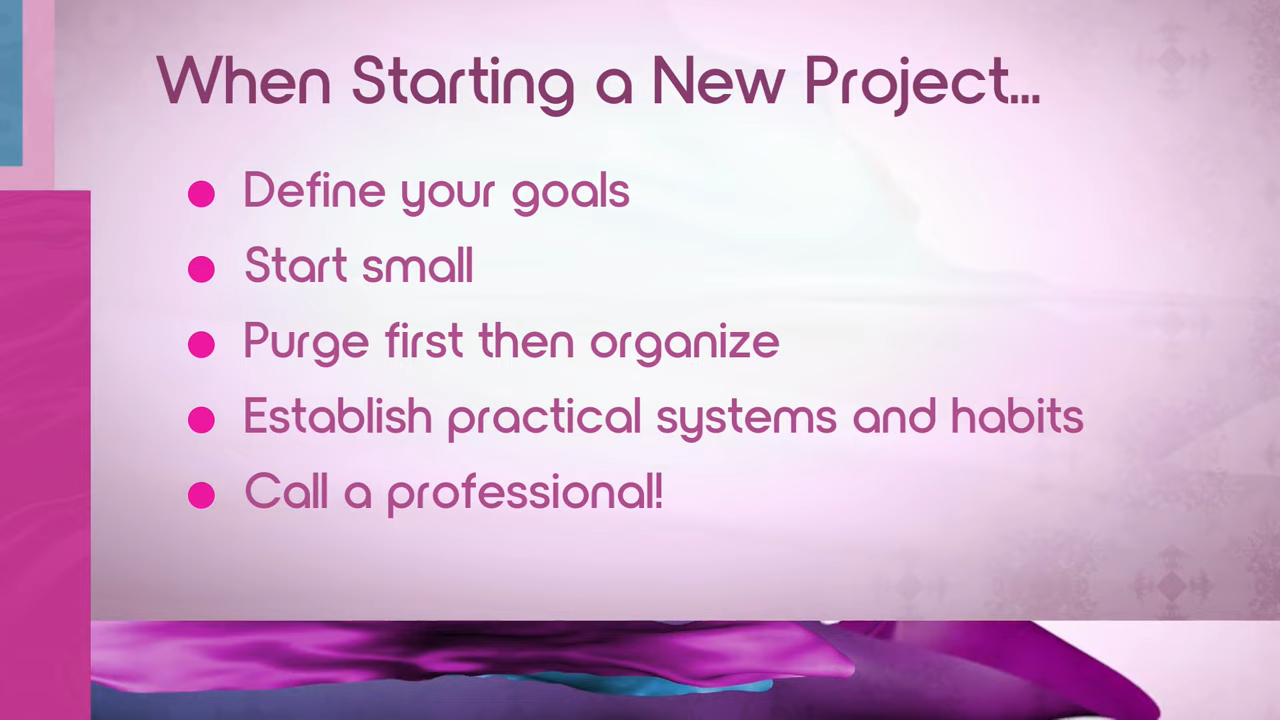 When Starting a New Project...
Define your goals
Start small
Purge first then organize
Establish practical systems and habits
Call a professional!